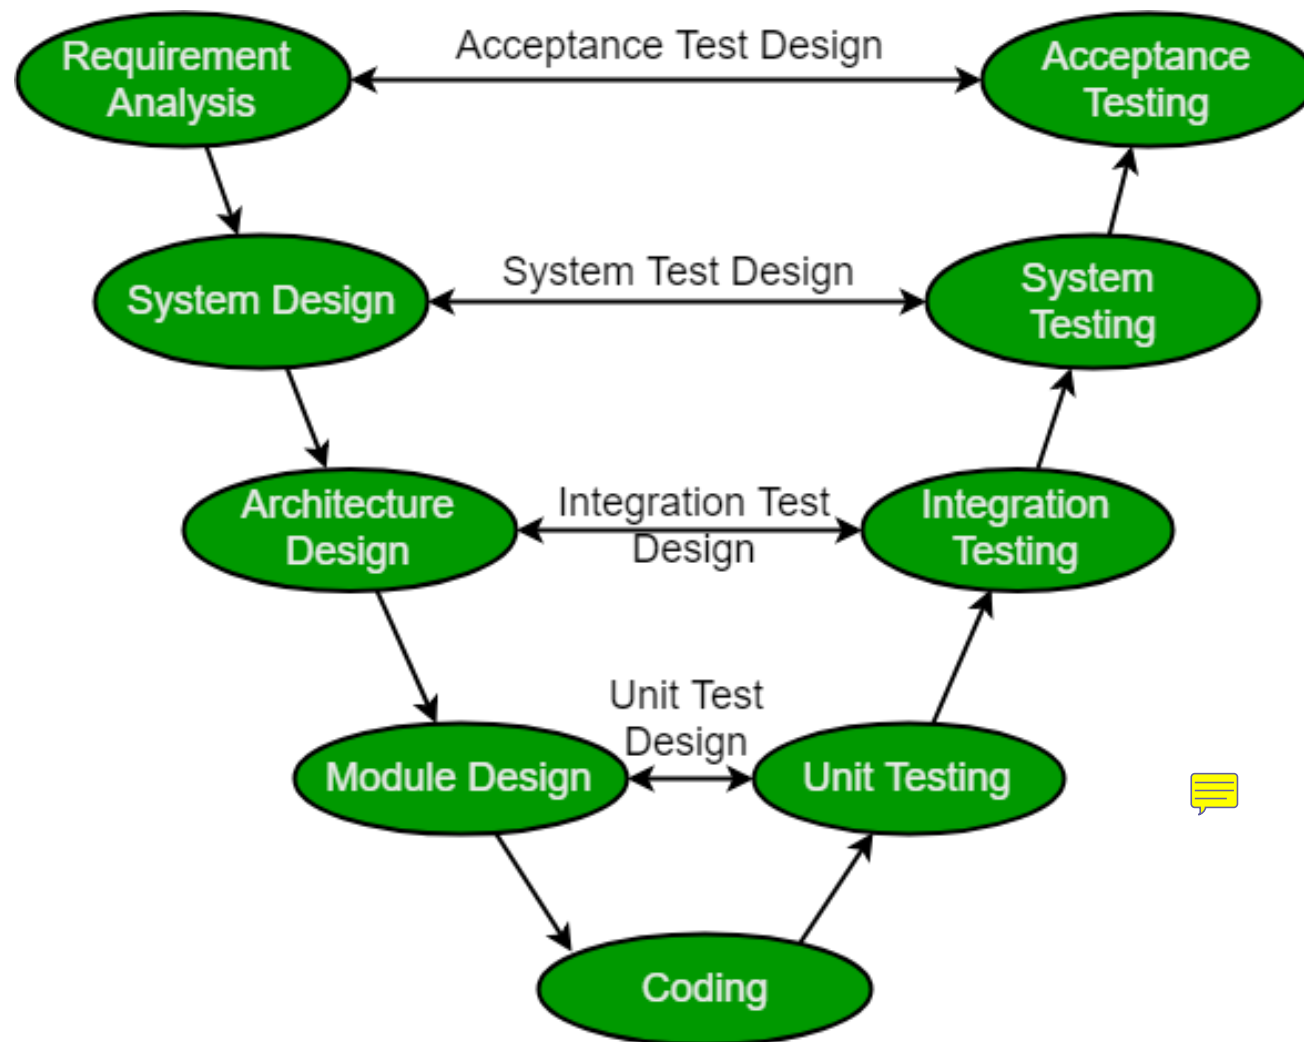 Requirement
Analysis
Acceptance Test Design
Acceptance
Testing
System Design
System Test Design
System
Testing
Architecture
Design
Integration Test
Design
Integration
Testing
Module Design
Unit Test
Design
Unit Testing
Coding